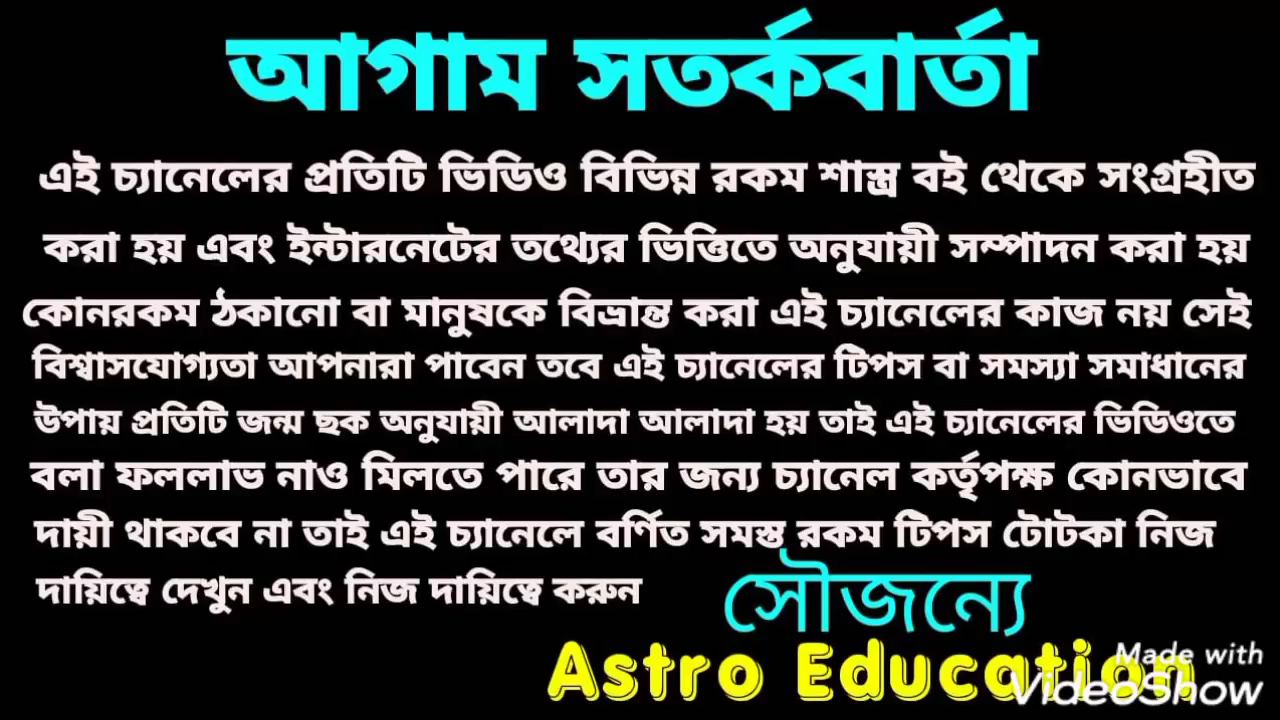 আগাম সতর্কবার্তা
এই চ্যানেলের প্রতিটি ভিডিও বিভিন্ন রকম শাস্ত্র বই থেকে সংগ্রহীত
করা হয় এবং ইন্টারনেটের তথ্যের ভিত্তিতে অনুযায়ী সম্পাদন করা হয়
কোনরকম ঠকানো বা মানুষকে বিভ্রান্ত করা এই চ্যানেলের কাজ নয় সেই
বিশ্বাসযোগ্যতা আপনারা পাবেন তবে এই চ্যানেলের টিপস বা সমস্যা সমাধানের
উপায় প্রতিটি জন্ম ছক অনুযায়ী আলাদা আলাদা হয় তাই এই চ্যানেলের ভিডিওতে
বলা ফললাভ নাও মিলতে পারে তার জন্য চ্যানেল কর্তৃপক্ষ কোনভাবে
দায়ী থাকবে না তাই এই চ্যানেলে বর্ণিত সমস্ত রকম টিপস টোটকা নিজ
দায়িত্বে দেখুন এবং নিজ দায়িত্বে করুন
সৌজন্যে
Astro Education
Made with
VideoShow